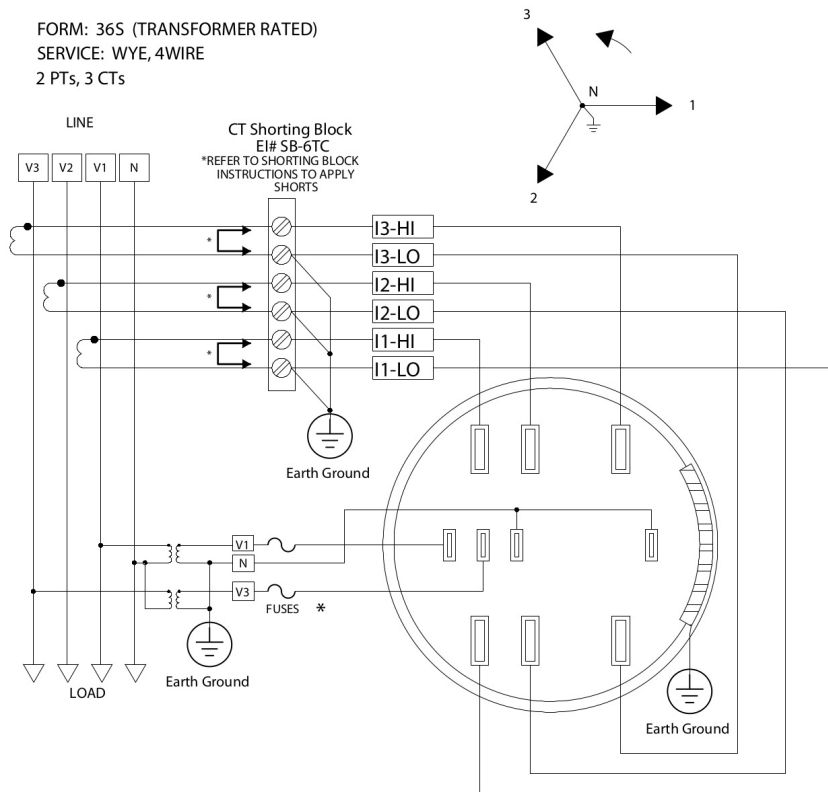 FORM: 36S (TRANSFORMER RATED)
SERVICE: WYE, 4WIRE
2 PTs, 3 CTs
3
N
1
2
LINE
V3 V2 V1 N
CT Shorting Block
EI# SB-6TC
*REFER TO SHORTING BLOCK
INSTRUCTIONS TO APPLY
SHORTS
I3-HI
*
I3-LO
I2-HI
*
I2-LO
I1-HI
*
I1-LO
Earth Ground
V1
N
V3
FUSES *
Earth Ground
LOAD
Earth Ground